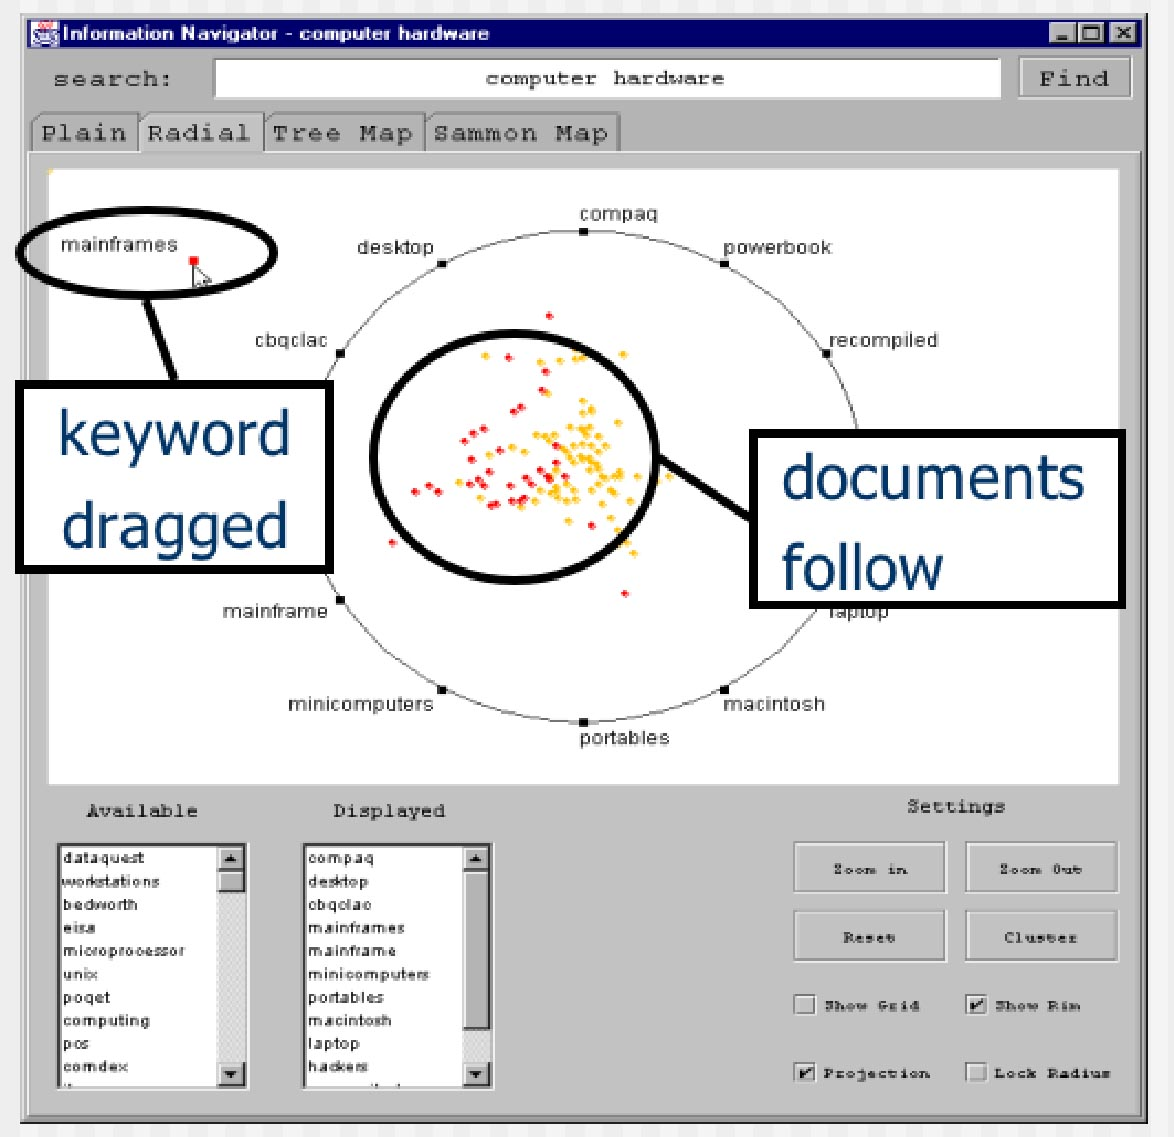 Information Navigator - computer hardware
search: computer hardware Find
Plain Radial Tree Map Sammon Map
compaq
mainframes
desktop powerbook
cbqclac recompiled
keyword
dragged
documents
follow
mainframe laptop
minicomputers macintosh
portables
Available Displayed Settings
dataquest
workstations
bedworth
eisa
microprocessor
unix
poqet
computing
pcs
comdex
compaq
desktop
cbqclac
mainframes
mainframe
minicomputers
portables
macintosh
laptop
hackers
Zoom in Zoom Out
Reset Cluster
Show Grid Show Rim
Projection Lock Radius